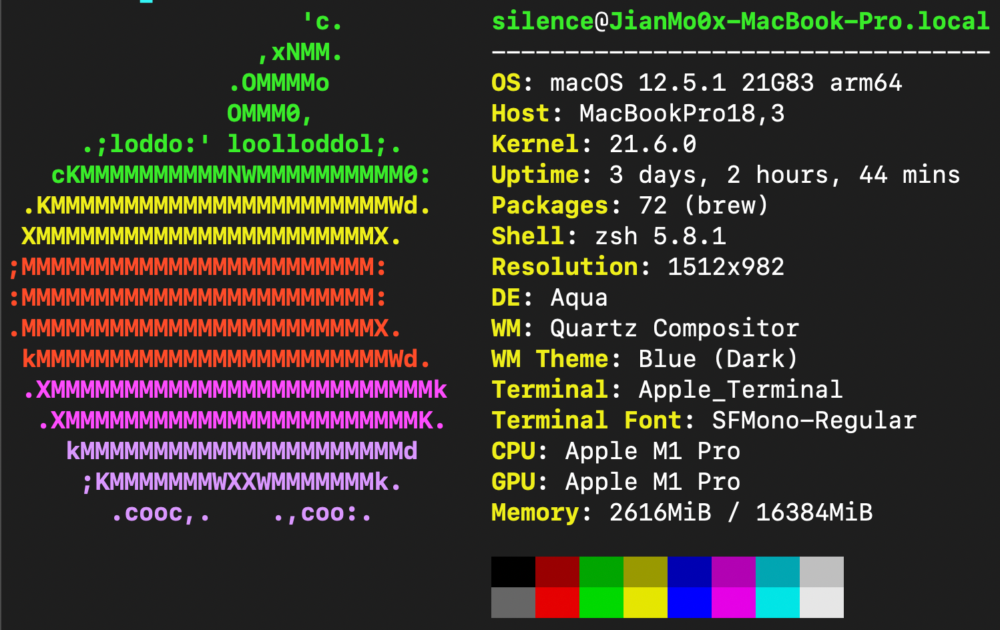 'c.
,xNMM.
.OMMMMo
OMMM0,
.;loddo:' loolloddol;.
cKMMMMMMMMMMNWMMMMMMMMMM0:
.KMMMMMMMMMMMMMMMMMMMMMMMWd.
XMMMMMMMMMMMMMMMMMMMMMMMX.
;MMMMMMMMMMMMMMMMMMMMMMMM:
:MMMMMMMMMMMMMMMMMMMMMMMM:
.MMMMMMMMMMMMMMMMMMMMMMMMX.
kMMMMMMMMMMMMMMMMMMMMMMMMWd.
.XMMMMMMMMMMMMMMMMMMMMMMMMMMk
.XMMMMMMMMMMMMMMMMMMMMMMMMK.
kMMMMMMMMMMMMMMMMMMMMMMd
;KMMMMMMMWXXWMMMMMMMk.
.cooc,.    .,coo:.
silence@JianMo0x-MacBook-Pro.local
----------------------------------
OS: macOS 12.5.1 21G83 arm64
Host: MacBookPro18,3
Kernel: 21.6.0
Uptime: 3 days, 2 hours, 44 mins
Packages: 72 (brew)
Shell: zsh 5.8.1
Resolution: 1512x982
DE: Aqua
WM: Quartz Compositor
WM Theme: Blue (Dark)
Terminal: Apple_Terminal
Terminal Font: SFMono-Regular
CPU: Apple M1 Pro
GPU: Apple M1 Pro
Memory: 2616MiB / 16384MiB